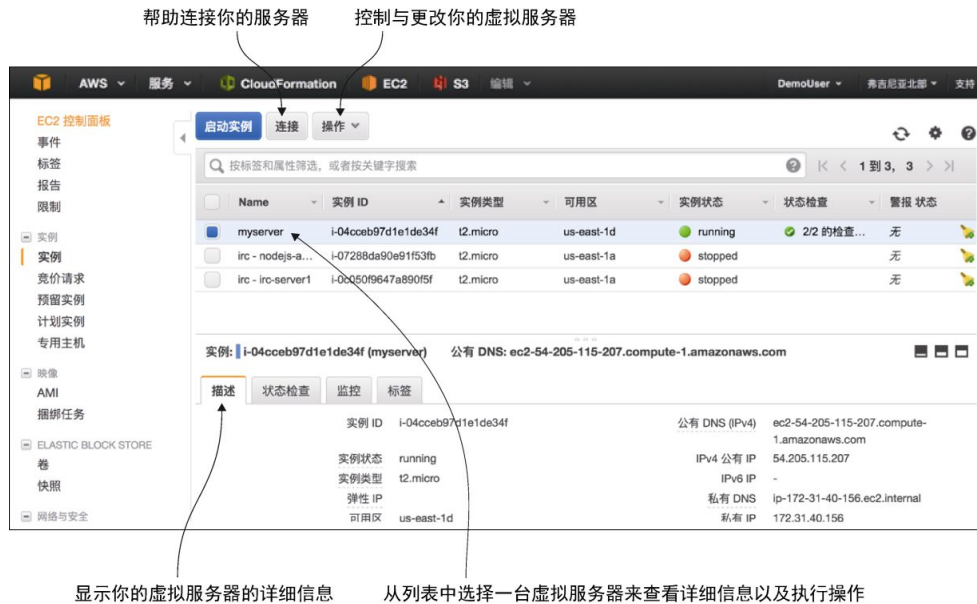 帮助连接你的服务器 控制与更改你的虚拟服务器
AWS 服务 CloudFormation EC2 S3 编辑 DemoUser 弗吉尼亚北部 支持
EC2 控制面板
事件
标签
报告
限制
实例
实例
竞价请求
预留实例
计划实例
专用主机
映像
AMI
捆绑任务
ELASTIC BLOCK STORE
卷
快照
网络与安全
启动实例 连接 操作
按标签和属性筛选，或者按关键字搜索 1 到 3， 3
Name 实例 ID 实例类型 可用区 实例状态 状态检查 警报 状态
myserver i-04cceb97d1e1de34f t2.micro us-east-1d running 2/2 的检查... 无
irc - nodejs-a... i-07288da90e91f53fb t2.micro us-east-1a stopped 无
irc - irc-server1 i-0c050f9647a890f5f t2.micro us-east-1a stopped 无
实例: i-04cceb97d1e1de34f (myserver) 公有 DNS: ec2-54-205-115-207.compute-1.amazonaws.com
描述 状态检查 监控 标签
实例 ID i-04cceb97d1e1de34f 公有 DNS (IPv4) ec2-54-205-115-207.compute-
1.amazonaws.com
实例状态 running IPv4 公有 IP 54.205.115.207
实例类型 t2.micro IPv6 IP -
弹性 IP 私有 DNS ip-172-31-40-156.ec2.internal
可用区 us-east-1d 私有 IP 172.31.40.156
显示你的虚拟服务器的详细信息 从列表中选择一台虚拟服务器来查看详细信息以及执行操作